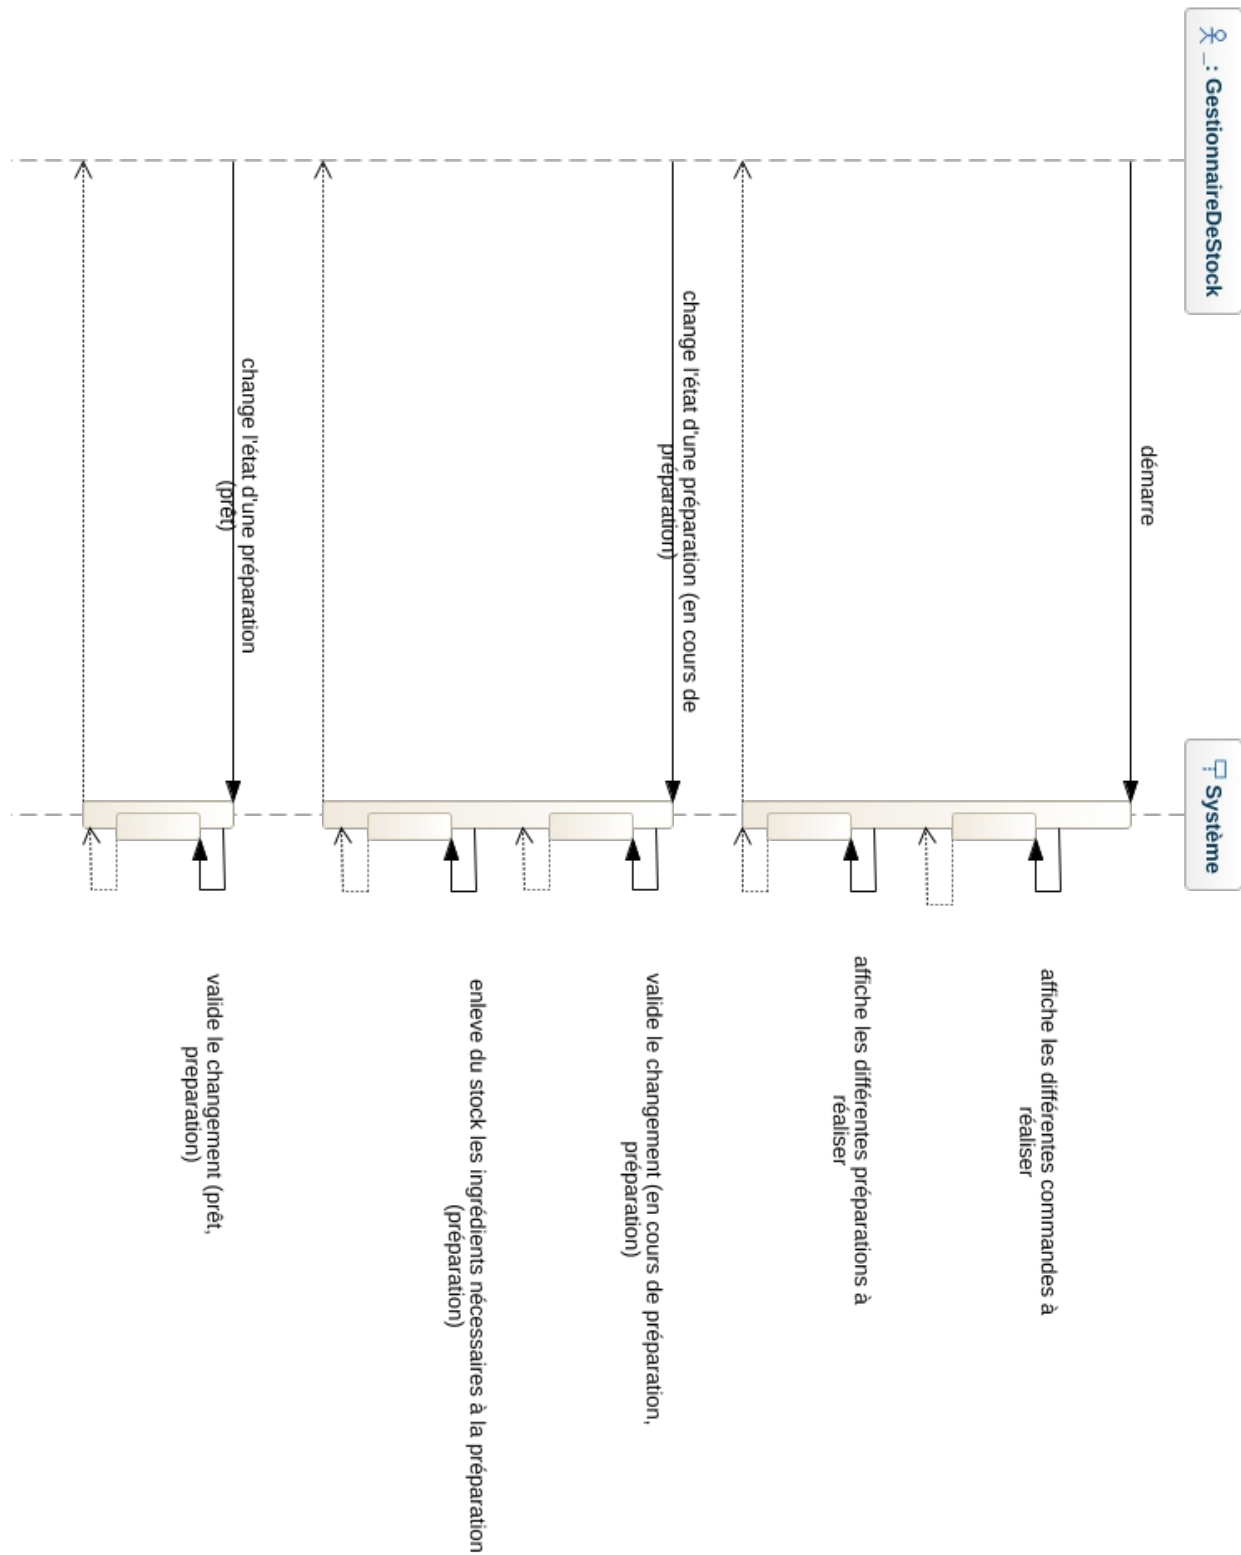 _: GestionnaireDeStock
Système
démarre
affiche les différentes commandes à
réaliser
affiche les différentes préparations à
réaliser
change l'état d'une préparation (en cours de
préparation)
valide le changement (en cours de préparation,
préparation)
enleve du stock les ingrédients nécessaires à la préparation
(préparation)
change l'état d'une préparation
(prêt)
valide le changement (prêt,
preparation)